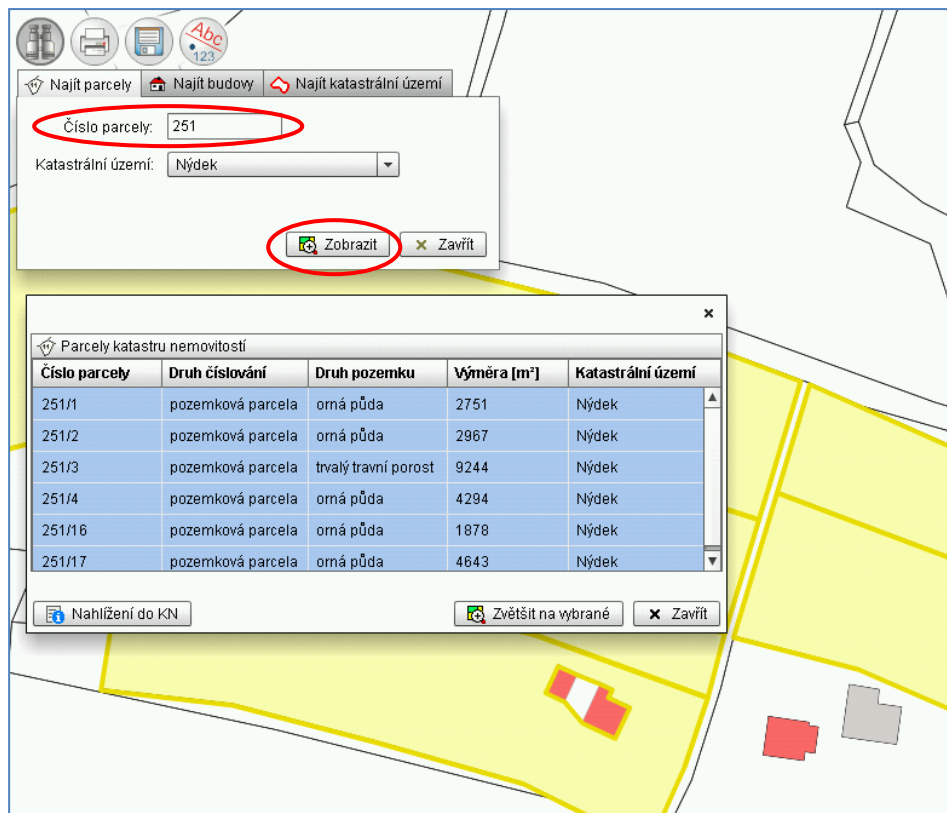 Abc
123
Najít parcely Najít budovy Najít katastrální území
Číslo parcely: 251
Katastrální území: Nýdek
Zobrazit Zavřít
Parcely katastru nemovitostí
Číslo parcely Druh číslování Druh pozemku Výměra [m²] Katastrální území
251/1 pozemková parcela orná půda 2751 Nýdek
251/2 pozemková parcela orná půda 2967 Nýdek
251/3 pozemková parcela trvalý travní porost 9244 Nýdek
251/4 pozemková parcela orná půda 4294 Nýdek
251/16 pozemková parcela orná půda 1878 Nýdek
251/17 pozemková parcela orná půda 4643 Nýdek
Nahlížení do KN Zvětšit na vybrané Zavřít